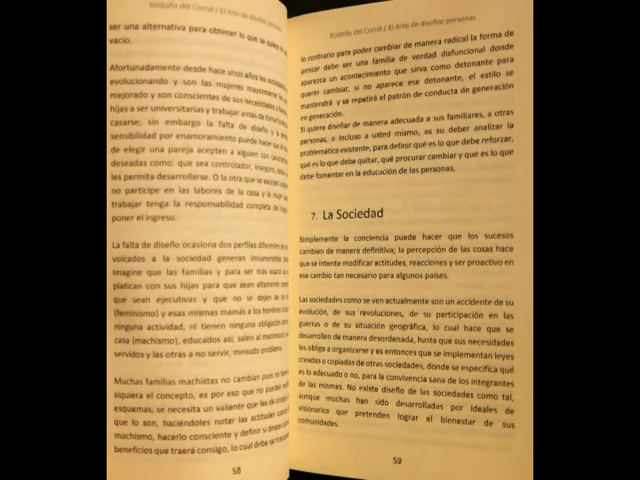 Rodolfo del Corral / El Arte de diseñar personas
ser una alternativa para obtener lo que se quiere
vacío.
Afortunadamente desde hace unos años las sociedades
evolucionando y son las mujeres mayormente
mejorado y son conscientes de sus necesidades
hijas a ser universitarias y trabajar antes de
casarse; sin embargo la falta de diseño y la
sensibilidad por enamoramiento puede hacer que
de elegir una pareja acepten a alguien con
deseadas como: que sea controlador, inseguro,
les permita desarrollarse. O la otra que se
no participe en las labores de la casa y la mujer
trabajar tenga la responsabilidad completa del
poner el ingreso.
La falta de diseño ocasiona dos perfiles diferentes
volcados a la sociedad generan
Imagine que las familias y para ser más exacto
platican con sus hijas para que sean altamente
que sean ejecutivas y que no se dejen de
(feminismo) y esas mismas mamás a los hombres
ninguna actividad, ni tienen ninguna obligación
casa (machismo), educados así, salen al
servidos y las otras a no servir, menudo problema.
Muchas familias machistas no cambian pues no
siquiera el concepto, es por eso que no pueden
esquemas, se necesita un valiente que les dé
que lo son, haciéndoles notar las actitudes
machismo, hacerlo consciente y definir si desean
beneficios que traerá consigo, lo cual debe ser
58
Rodolfo del Corral / El Arte de diseñar personas
lo contrario para poder cambiar de manera radical la forma de
pensar debe ser una familia de verdad disfuncional donde
aparezca un acontecimiento que sirva como detonante para
querer cambiar, si no aparece ese detonante, el estilo se
mantendrá y se repetirá el patrón de conducta de generación
en generación.
Si quiere diseñar de manera adecuada a sus familiares, a otras
personas, o incluso a usted mismo, es su deber analizar la
problemática existente, para definir qué es lo que debe reforzar,
qué es lo que debe quitar, qué procurar cambiar y qué es lo que
debe fomentar en la educación de las personas.
7. La Sociedad
Simplemente la conciencia puede hacer que los sucesos
cambien de manera definitiva; la percepción de las cosas hace
que se intente modificar actitudes, reacciones y ser proactivo en
ese cambio tan necesario para algunos países.
Las sociedades como se ven actualmente son un accidente de su
evolución, de sus revoluciones, de su participación en las
guerras o de su situación geográfica, lo cual hace que se
desarrollen de manera desordenada, hasta que sus necesidades
les obliga a organizarse y es entonces que se implementan leyes
creadas o copiadas de otras sociedades, donde se especifica qué
es lo adecuado o no, para la convivencia sana de los integrantes
de las mismas. No existe diseño de las sociedades como tal,
aunque muchas han sido desarrolladas por ideales de
visionarios que pretenden lograr el bienestar de sus
comunidades.
59